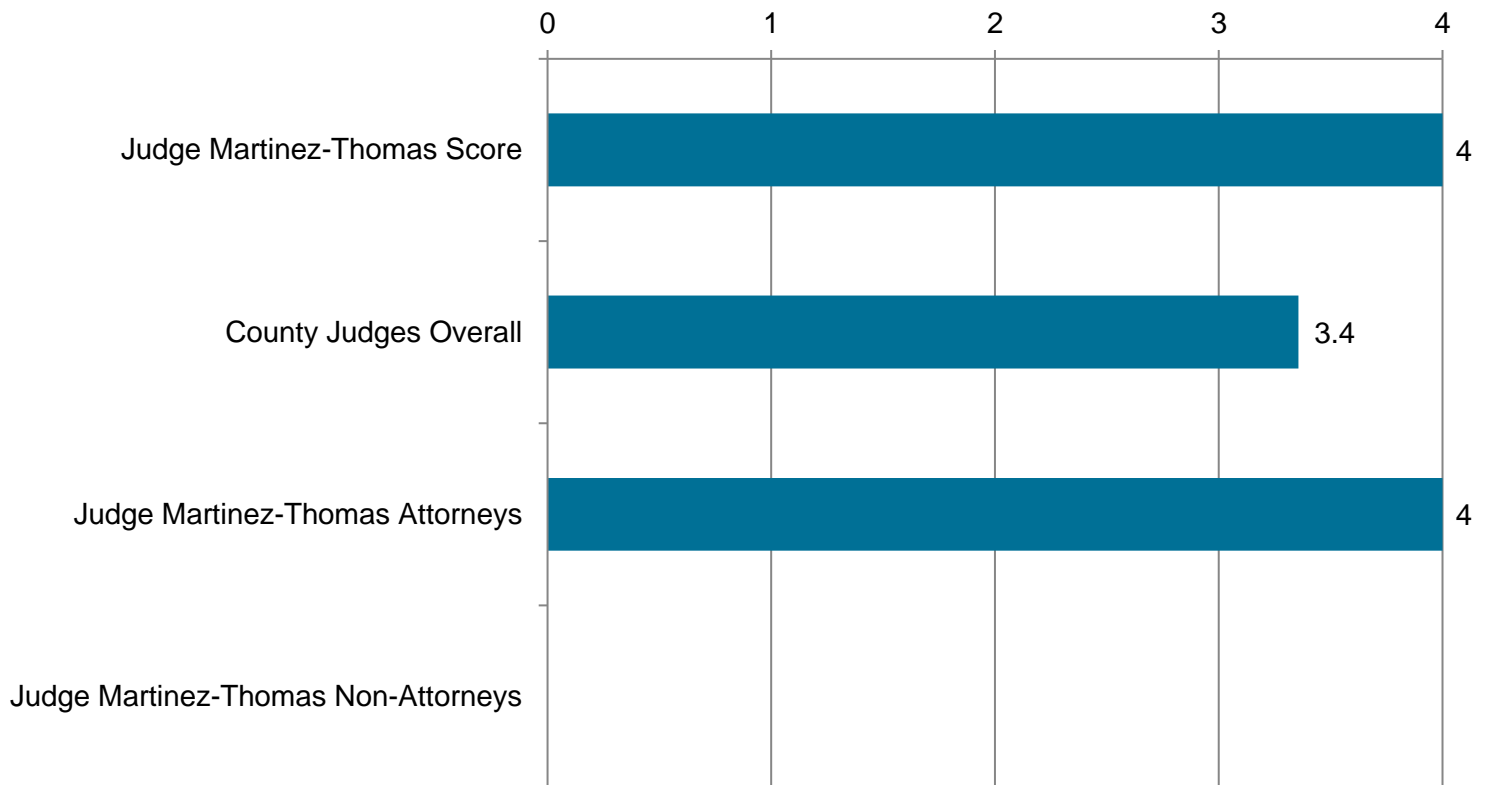 0 1 2 3 4
Judge Martinez-Thomas Score 4
County Judges Overall 3.4
Judge Martinez-Thomas Attorneys 4
Judge Martinez-Thomas Non-Attorneys